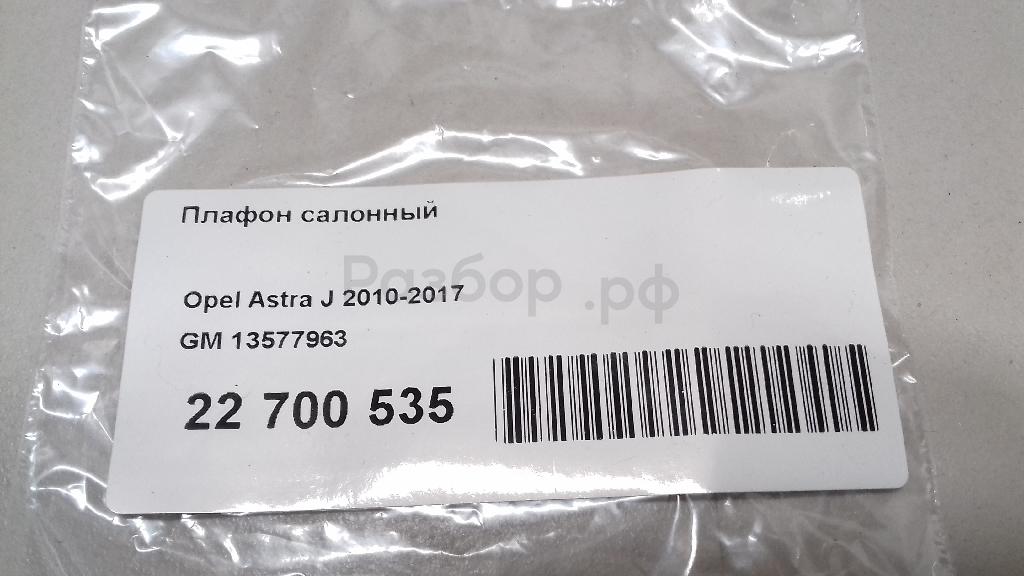 Плафон салонный
Разбор.рф
Opel Astra J 2010-2017
GM 13577963
22 700 535